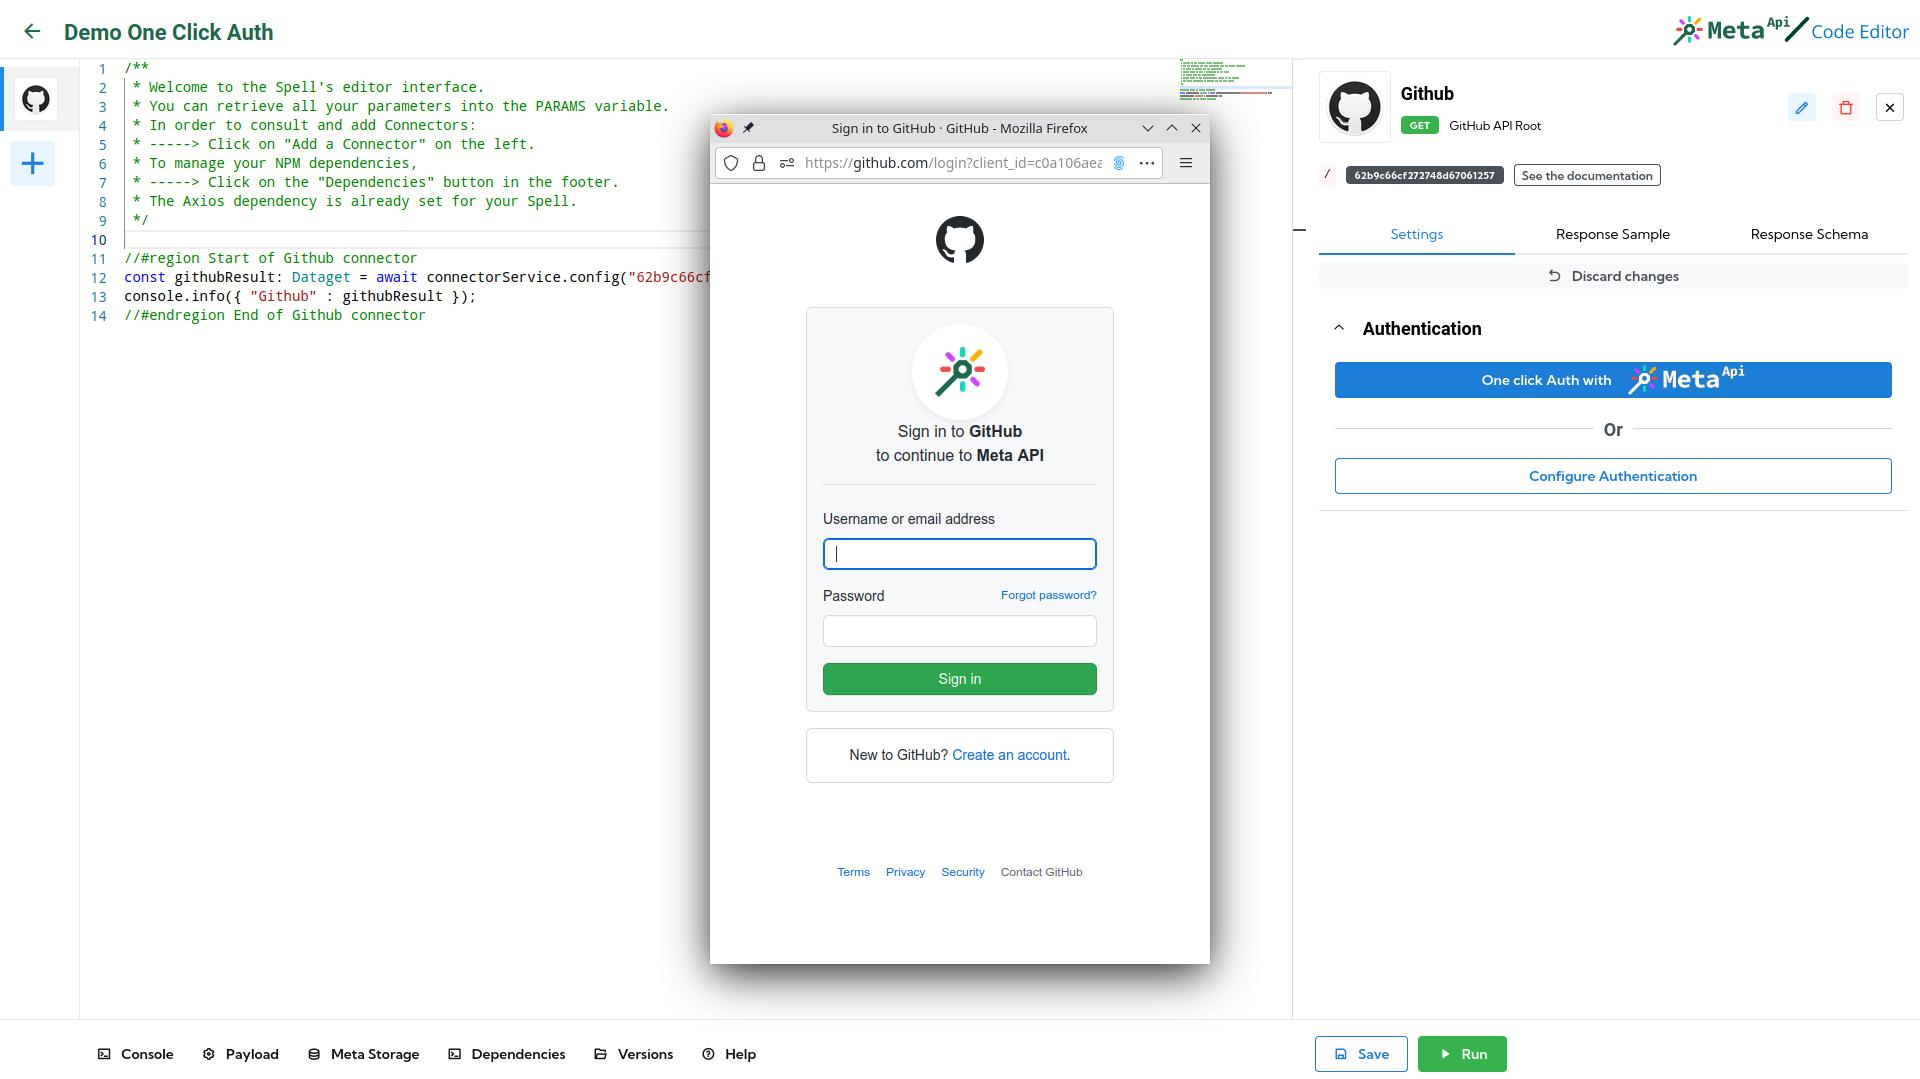 Demo One Click Auth
Meta Api Code Editor
1 /**
2 * Welcome to the Spell's editor interface.
3 * You can retrieve all your parameters into the PARAMS variable.
4 * In order to consult and add Connectors:
5 * -----> Click on "Add a Connector" on the left.
6 * To manage your NPM dependencies,
7 * -----> Click on the "Dependencies" button in the footer.
8 * The Axios dependency is already set for your Spell.
9 */
10
11 //#region Start of Github connector
12 const githubResult: Dataget = await connectorService.config("62b9c66cf
13 console.info({ "Github" : githubResult });
14 //#endregion End of Github connector
Sign in to GitHub · GitHub - Mozilla Firefox
https://github.com/login?client_id=c0a106aea
Sign in to GitHub
to continue to Meta API
Username or email address
Password Forgot password?
Sign in
New to GitHub? Create an account.
Terms Privacy Security Contact GitHub
Github
GET GitHub API Root
/ 62b9c66cf272748d67061257 See the documentation
Settings Response Sample Response Schema
Discard changes
Authentication
One click Auth with Meta Api
Or
Configure Authentication
Console Payload Meta Storage Dependencies Versions Help
Save Run